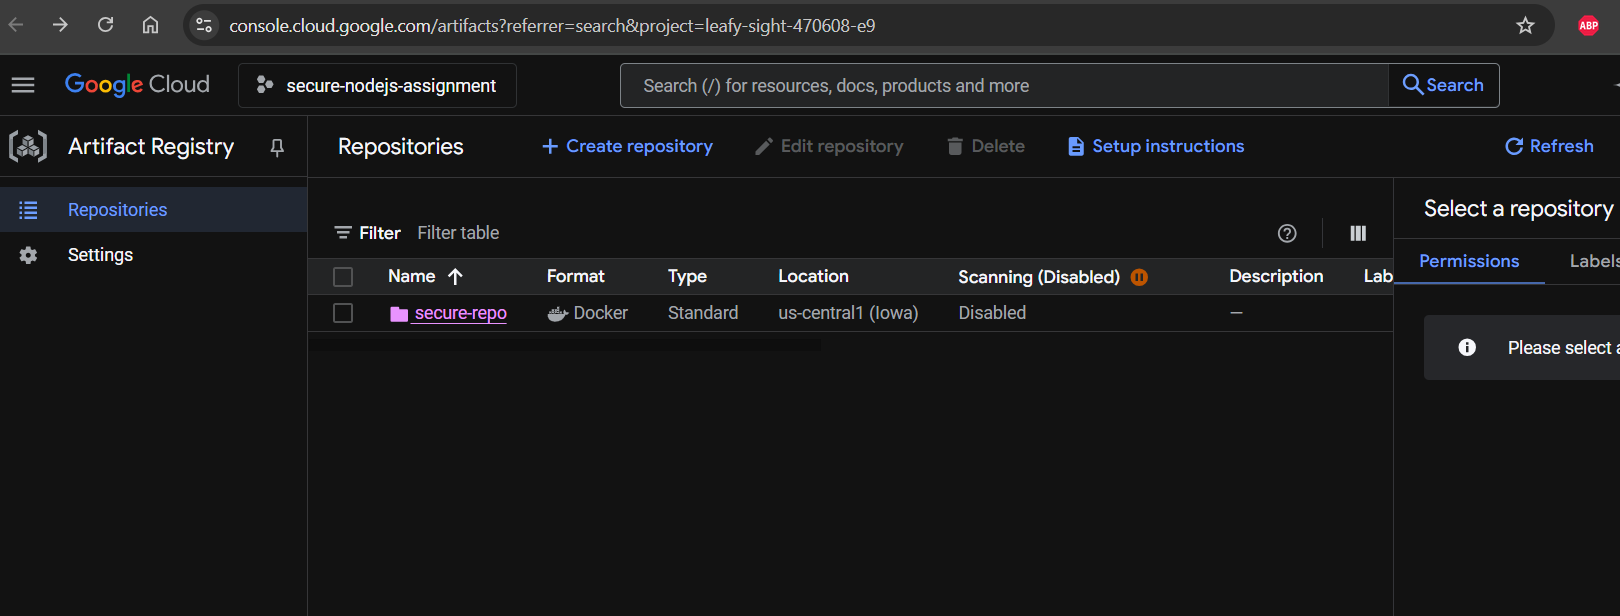 console.cloud.google.com/artifacts?referrer=search&project=leafy-sight-470608-e9
ABP
Google Cloud
secure-nodejs-assignment
Search (/) for resources, docs, products and more
Search
Artifact Registry
Repositories
Create repository
Edit repository
Delete
Setup instructions
Refresh
Repositories
Settings
Filter Filter table
Name Format Type Location Scanning (Disabled) Description Lab
secure-repo Docker Standard us-central1 (Iowa) Disabled –
Select a repository
Permissions Labels
Please select a